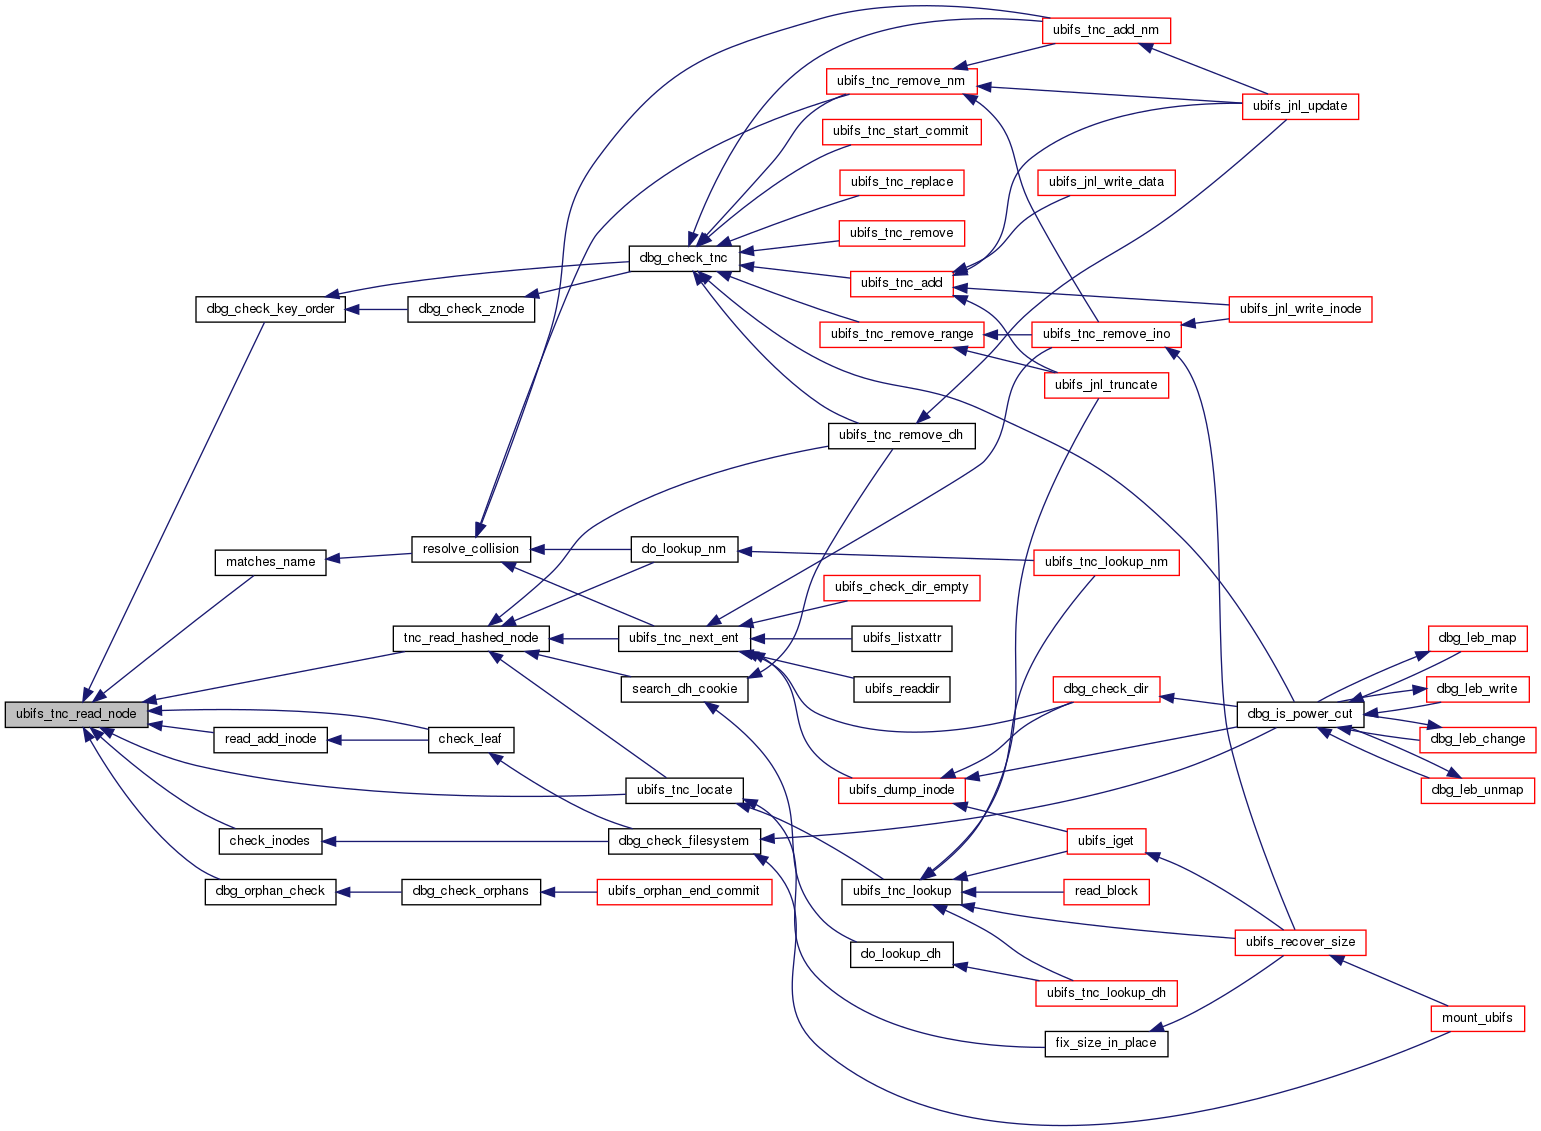 ubifs_tnc_add_nm
ubifs_tnc_remove_nm
ubifs_jnl_update
ubifs_tnc_start_commit
ubifs_tnc_replace
ubifs_jnl_write_data
ubifs_tnc_remove
dbg_check_tnc
ubifs_tnc_add
dbg_check_key_order
dbg_check_znode
ubifs_jnl_write_inode
ubifs_tnc_remove_range
ubifs_tnc_remove_ino
ubifs_jnl_truncate
ubifs_tnc_remove_dh
resolve_collision
do_lookup_nm
matches_name
ubifs_tnc_lookup_nm
ubifs_check_dir_empty
tnc_read_hashed_node
ubifs_tnc_next_ent
ubifs_listxattr
dbg_leb_map
search_dh_cookie
ubifs_readdir
dbg_check_dir
dbg_leb_write
ubifs_tnc_read_node
dbg_is_power_cut
read_add_inode
check_leaf
dbg_leb_change
ubifs_tnc_locate
ubifs_dump_inode
dbg_leb_unmap
check_inodes
dbg_check_filesystem
ubifs_iget
dbg_orphan_check
dbg_check_orphans
ubifs_orphan_end_commit
ubifs_tnc_lookup
read_block
ubifs_recover_size
do_lookup_dh
ubifs_tnc_lookup_dh
mount_ubifs
fix_size_in_place